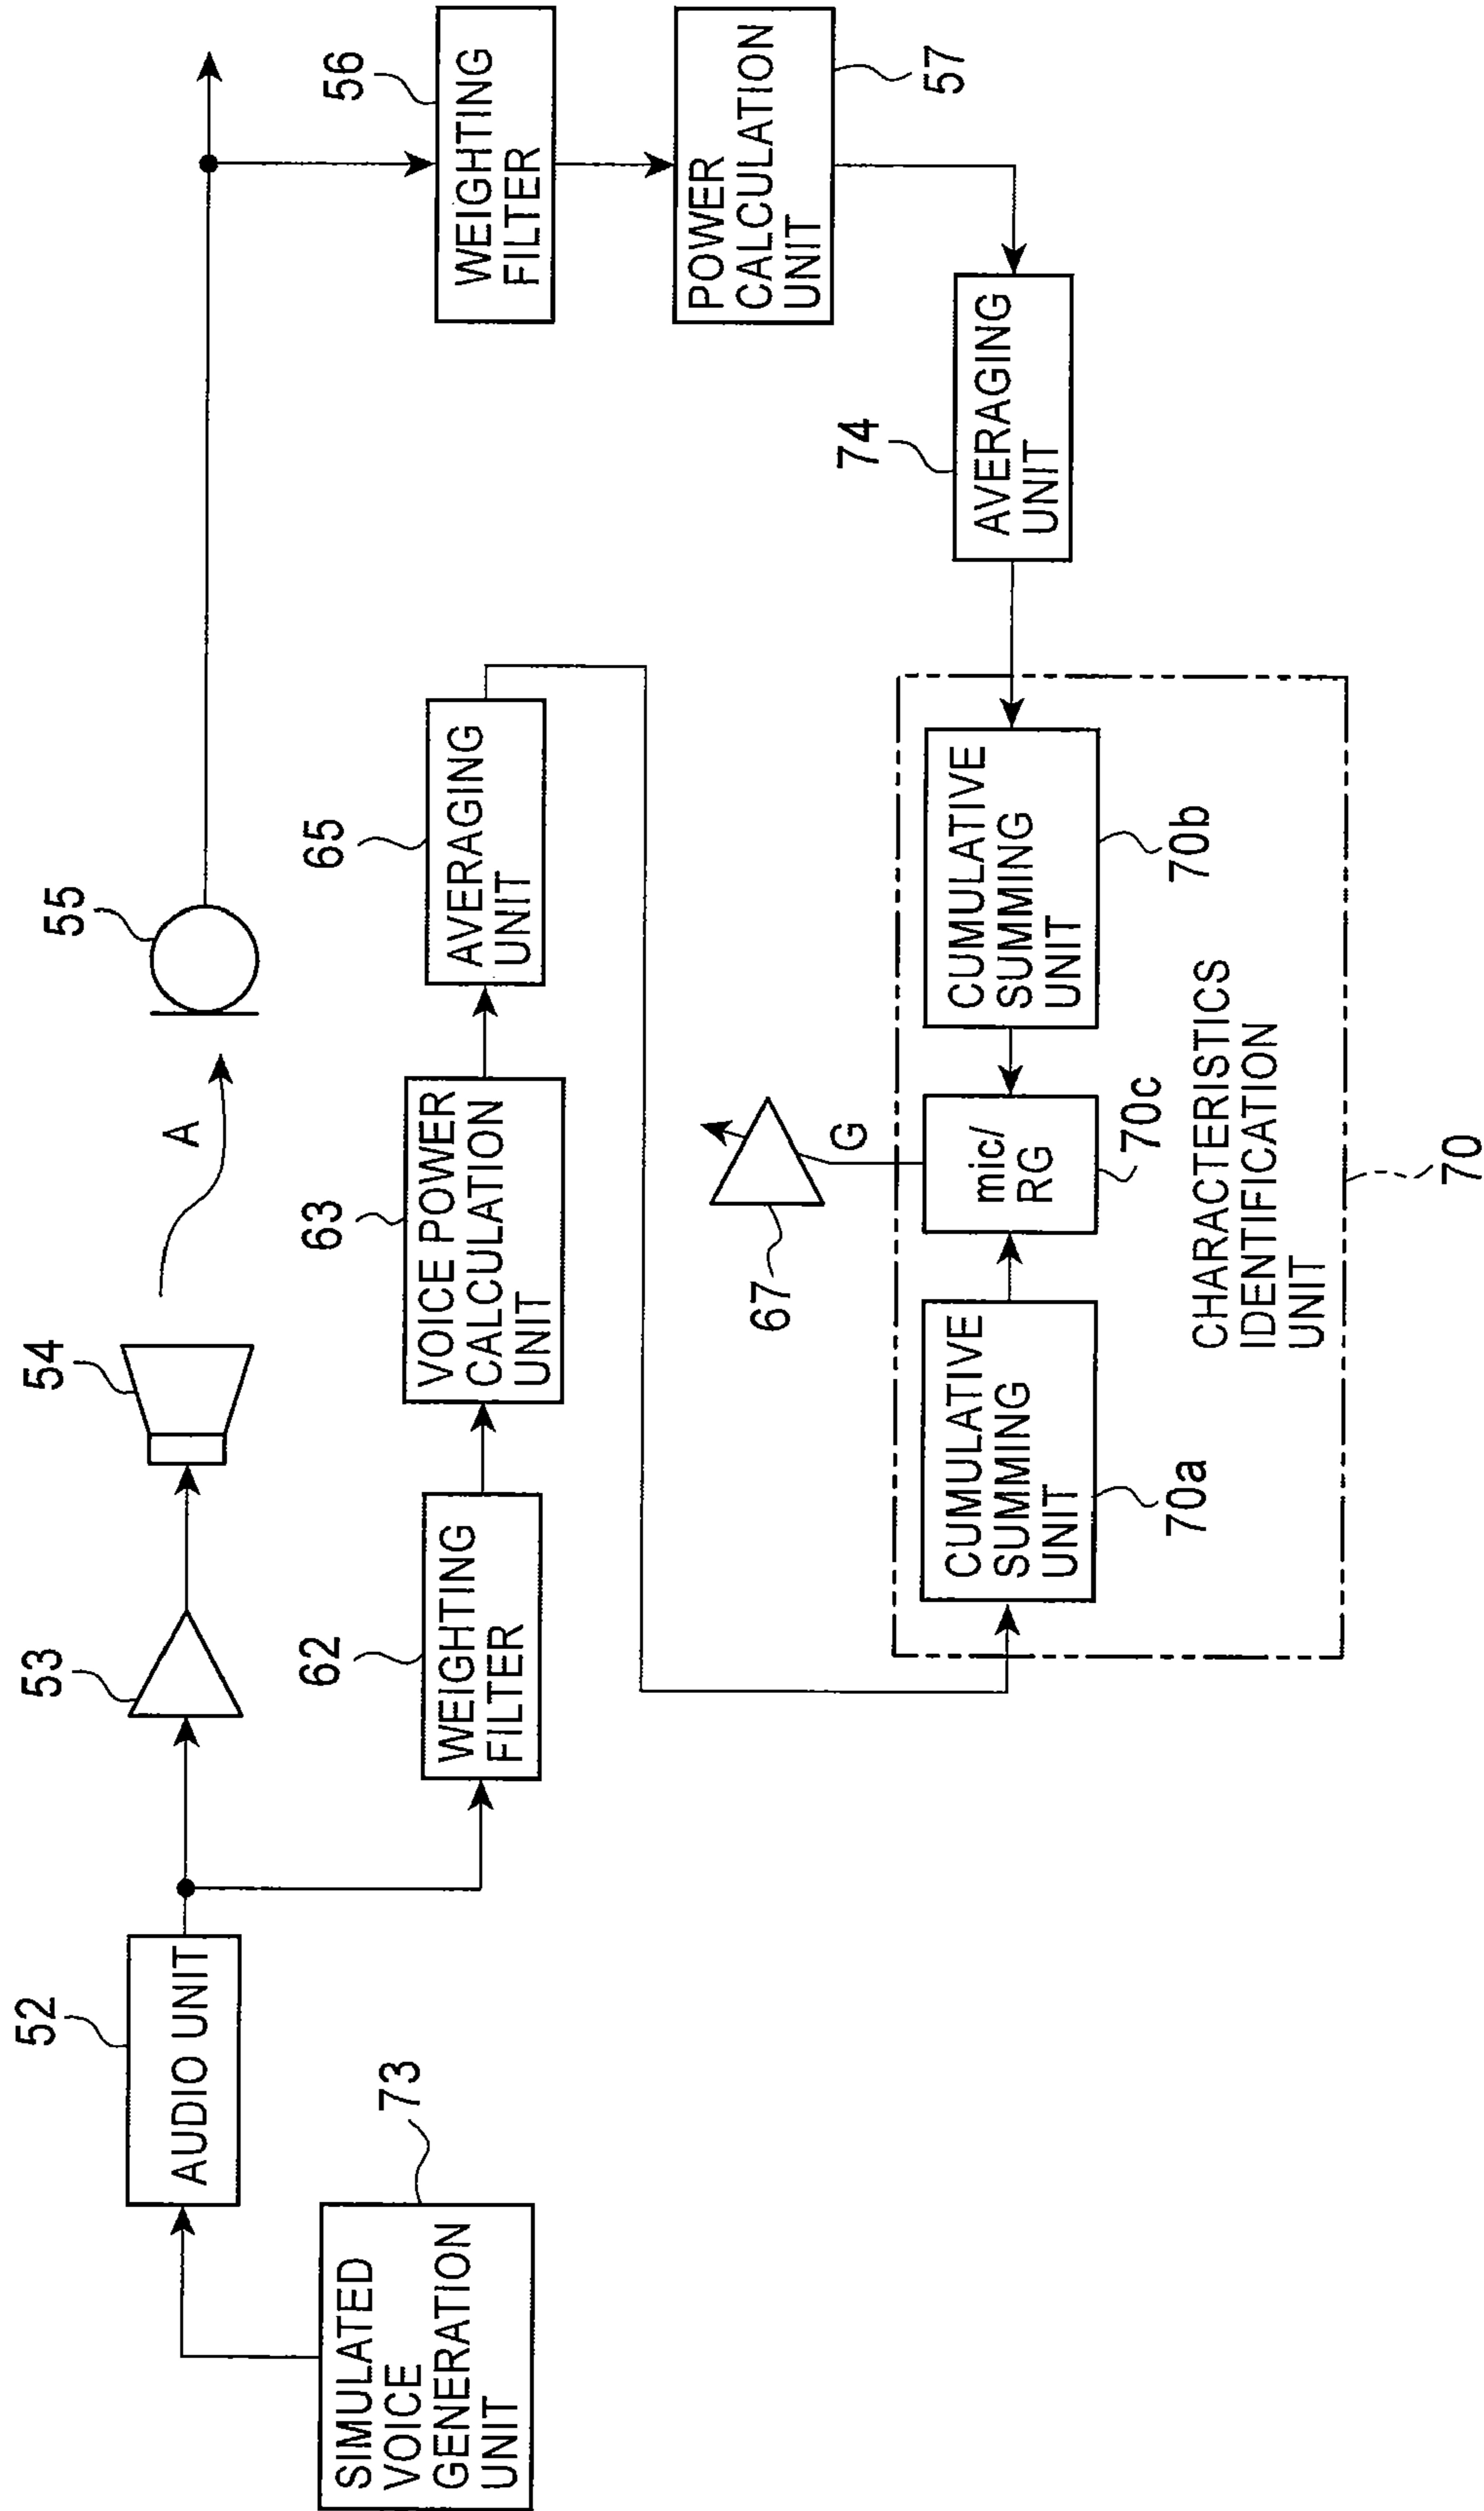 52
AUDIO UNIT
53
54
A
55
73
SIMULATED
VOICE
GENERATION
UNIT
62
WEIGHTING
FILTER
63
VOICE POWER
CALCULATION
UNIT
65
AVERAGING
UNIT
56
WEIGHTING
FILTER
POWER
CALCULATION
UNIT
57
67
G
74
AVERAGING
UNIT
CUMULATIVE
SUMMING
UNIT
70a
mic/
RG
70c
CUMULATIVE
SUMMING
UNIT
70b
CHARACTERISTICS
IDENTIFICATION
UNIT
70